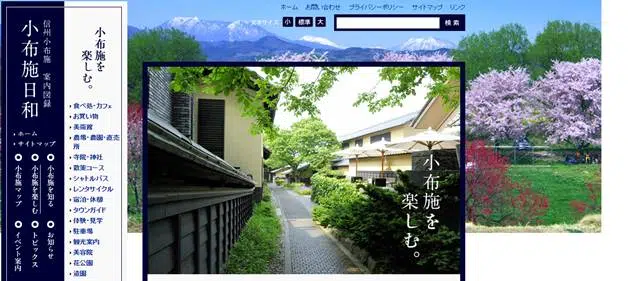 ホーム お問い合わせ プライバシーポリシー サイトマップ リンク
文字サイズ 小 標準 大
検 索
信州小布施 案内図録
小布施日和
ホーム
サイトマップ
小布施を知る
小布施を楽しむ
小布施マップ
お知らせ
トピックス
イベント案内
小布施を
楽しむ。
食べ処・カフェ
お買い物
美術館
農場・農園・直売
所
寺院・神社
散策コース
シャトルバス
レンタサイクル
宿泊・休憩
タウンガイド
体験・見学
駐車場
観光案内
美容院
花公園
造園
小布施を
楽しむ。